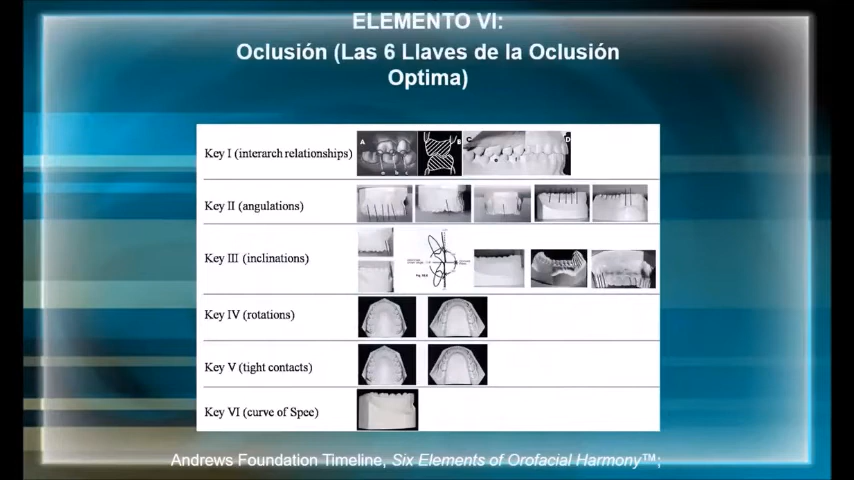 ELEMENTO VI:
Oclusión (Las 6 Llaves de la Oclusión
Optima)
Key I (interarch relationships)
A
B
C
D
Key II (angulations)
Key III (inclinations)
Key IV (rotations)
Key V (tight contacts)
Key VI (curve of Spee)
Andrews Foundation Timeline, Six Elements of Orofacial Harmony™;